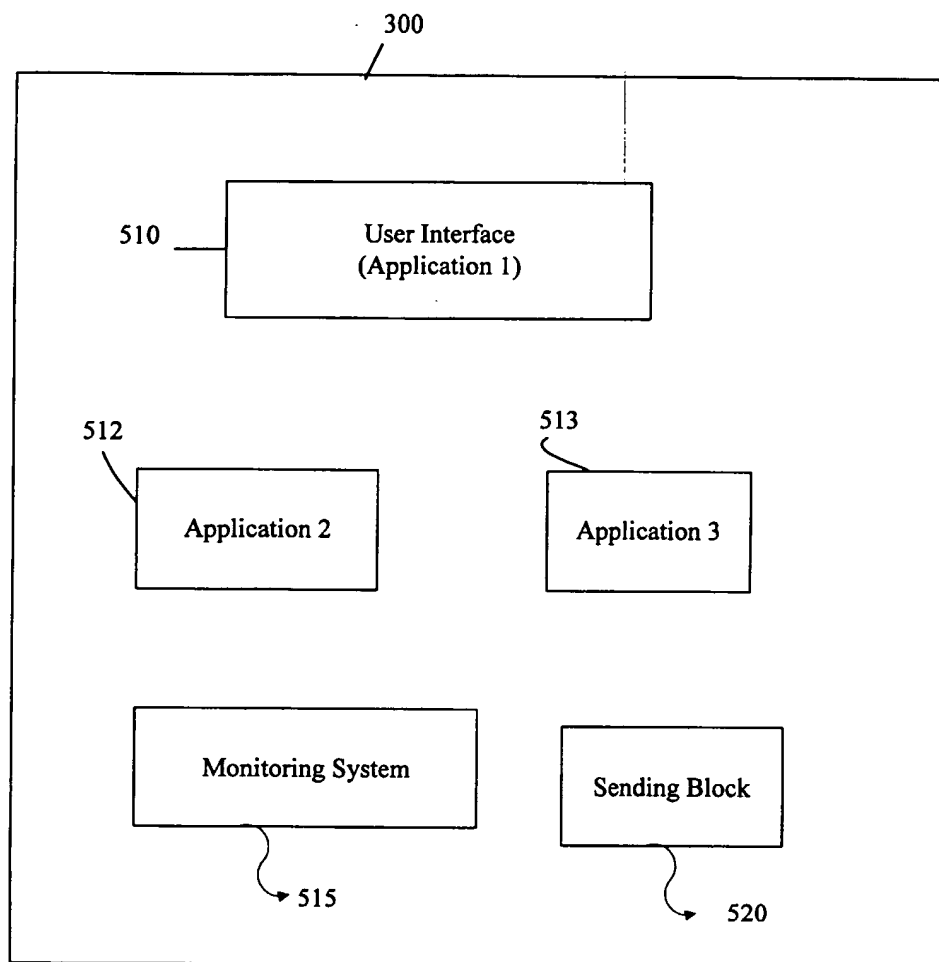 300
510
User Interface
(Application 1)
512
513
Application 2
Application 3
Monitoring System
Sending Block
515
520